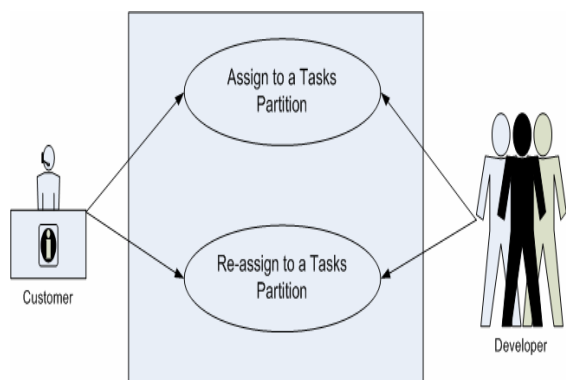 Assign to a Tasks
Partition
Customer
Re-assign to a Tasks
Partition
Developer